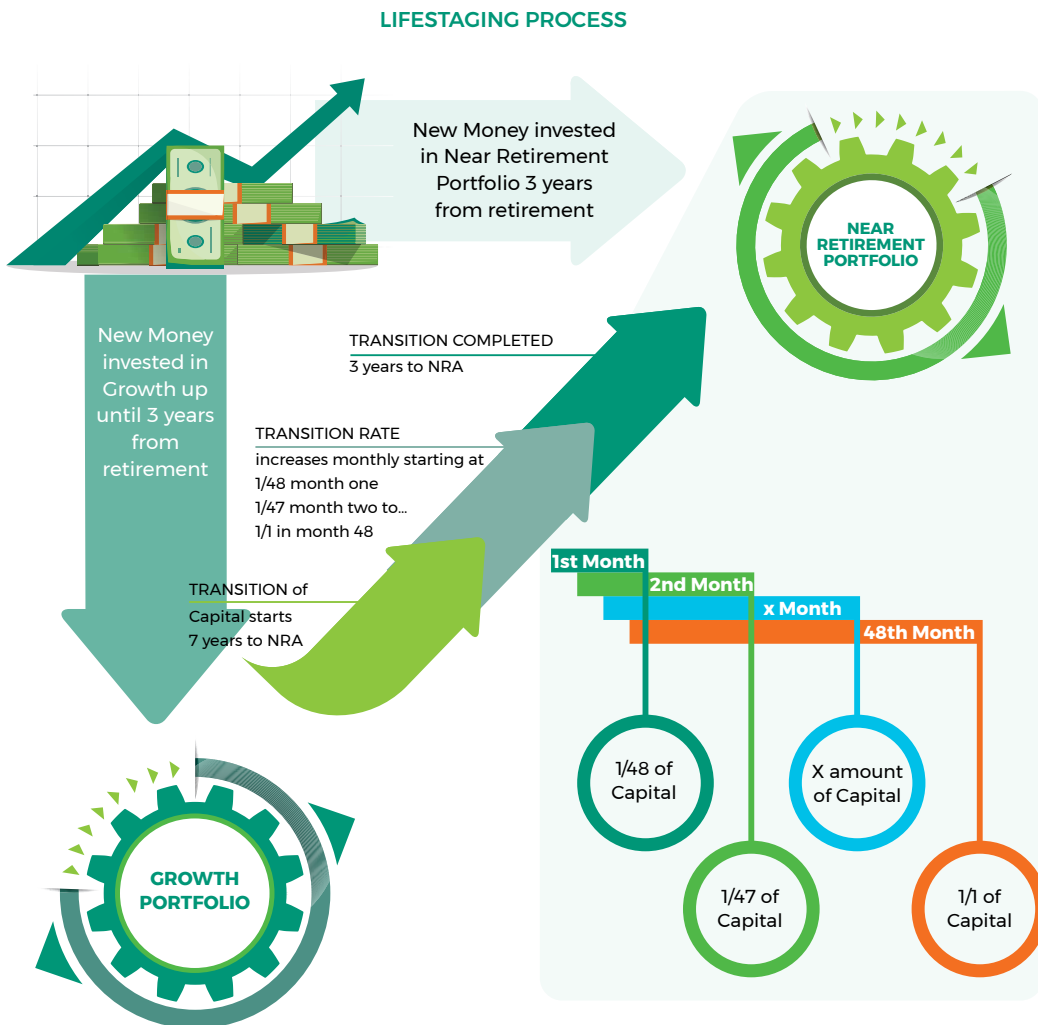 LIFESTAGING PROCESS
New Money invested
in Near Retirement
Portfolio 3 years
from retirement
NEAR
RETIREMENT
PORTFOLIO
New Money
invested in
Growth up
until 3 years
from
retirement
TRANSITION COMPLETED
3 years to NRA
TRANSITION RATE
increases monthly starting at
1/48 month one
1/47 month two to...
1/1 in month 48
TRANSITION of
Capital starts
7 years to NRA
1st Month
2nd Month
x Month
48th Month
1/48 of
Capital
X amount
of Capital
1/47 of
Capital
1/1 of
Capital
GROWTH
PORTFOLIO